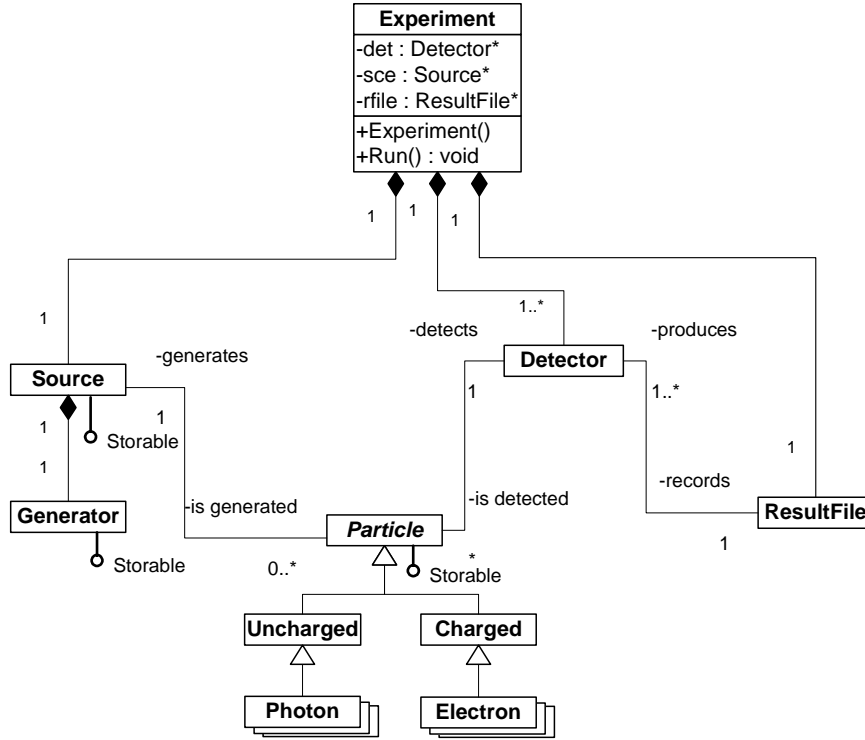 Experiment
-det : Detector*
-sce : Source*
-rfile : ResultFile*
+Experiment()
+Run() : void
1
1
1
1
1..*
-generates
-detects
-produces
Source
Detector
1
1
1..*
1
Storable
1
1
Generator
-is generated
-is detected
-records
ResultFile
Particle
1
Storable
0..*
*
Storable
Uncharged
Charged
Photon
Electron